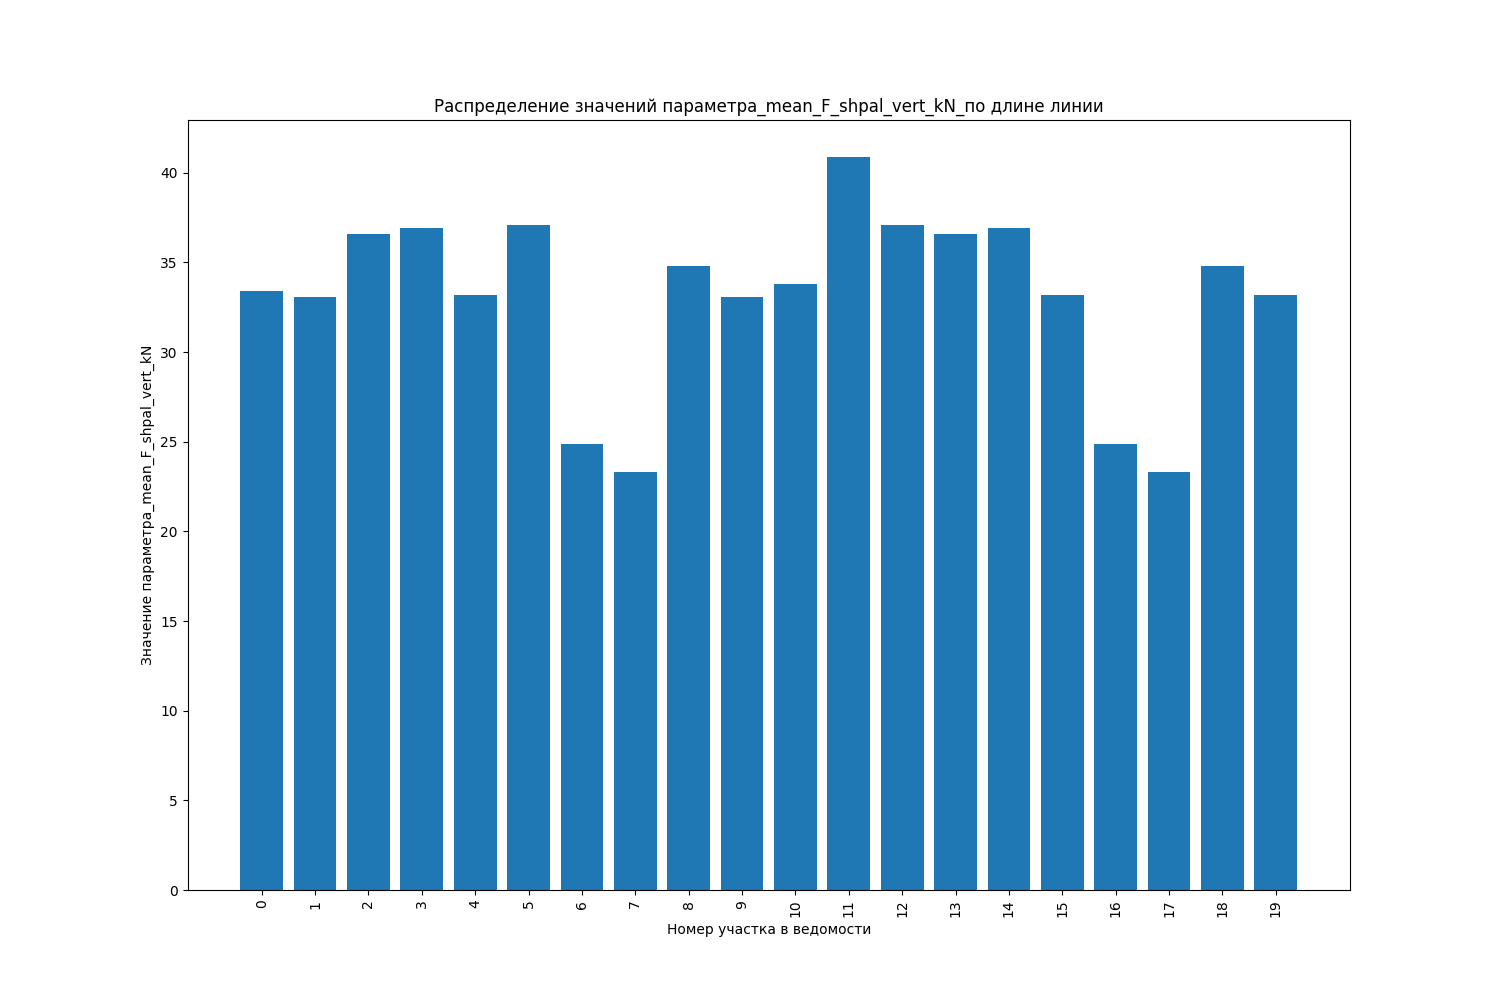 Распределение значений параметра_mean_F_shpal_vert_kN_по длине линии
Значение параметра_mean_F_shpal_vert_kN
40
35
30
25
20
15
10
5
0
0 1 2 3 4 5 6 7 8 9 10 11 12 13 14 15 16 17 18 19
Номер участка в ведомости